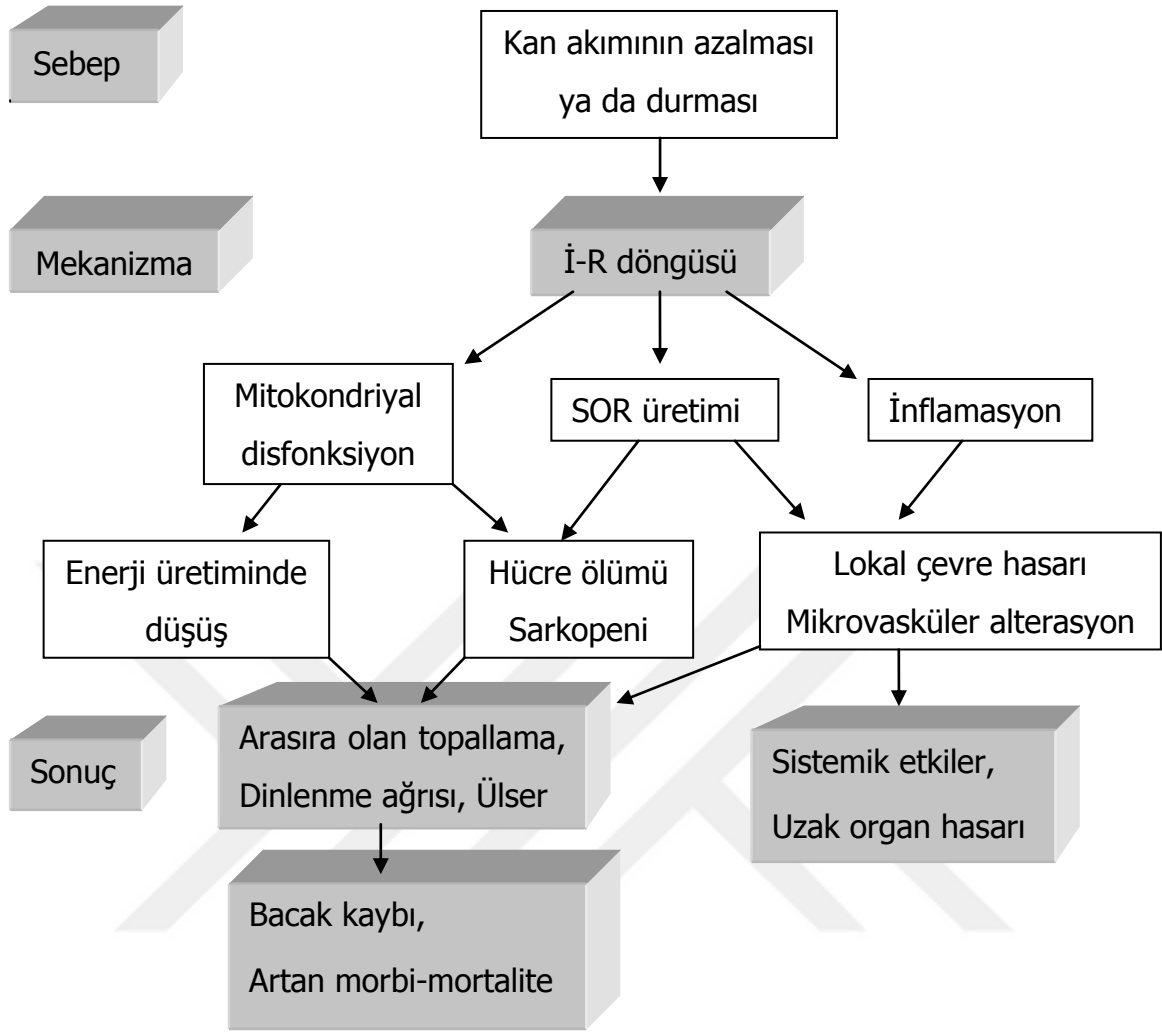 Sebep
Kan akımının azalması
ya da durması
Mekanizma
İ-R döngüsü
Mitokondriyal
disfonksiyon
SOR üretimi
İnflamasyon
Enerji üretiminde
düşüş
Hücre ölümü
Sarkopeni
Lokal çevre hasarı
Mikrovasküler alterasyon
Sonuç
Arasıra olan topallama,
Dinlenme ağrısı, Ülser
Sistemik etkiler,
Uzak organ hasarı
Bacak kaybı,
Artan morbi-mortalite